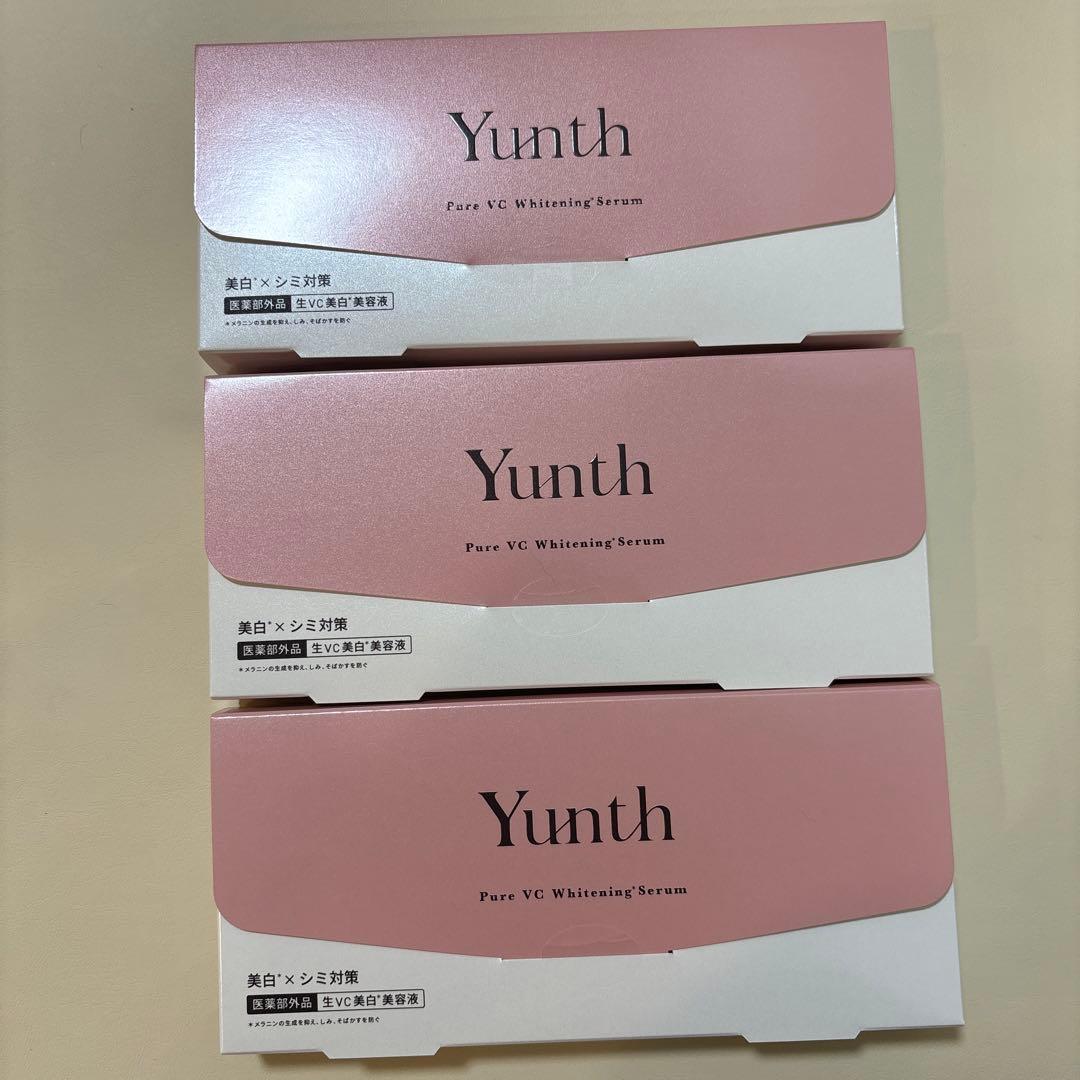 Yunth
Pure VC Whitening*Serum
美白*×シミ対策
医薬部外品 生VC美白*美容液
*メラニンの生成を抑え、しみ、そばかすを防ぐ
Yunth
Pure VC Whitening*Serum
美白*×シミ対策
医薬部外品 生VC美白*美容液
*メラニンの生成を抑え、しみ、そばかすを防ぐ
Yunth
Pure VC Whitening*Serum
美白*×シミ対策
医薬部外品 生VC美白*美容液
*メラニンの生成を抑え、しみ、そばかすを防ぐ